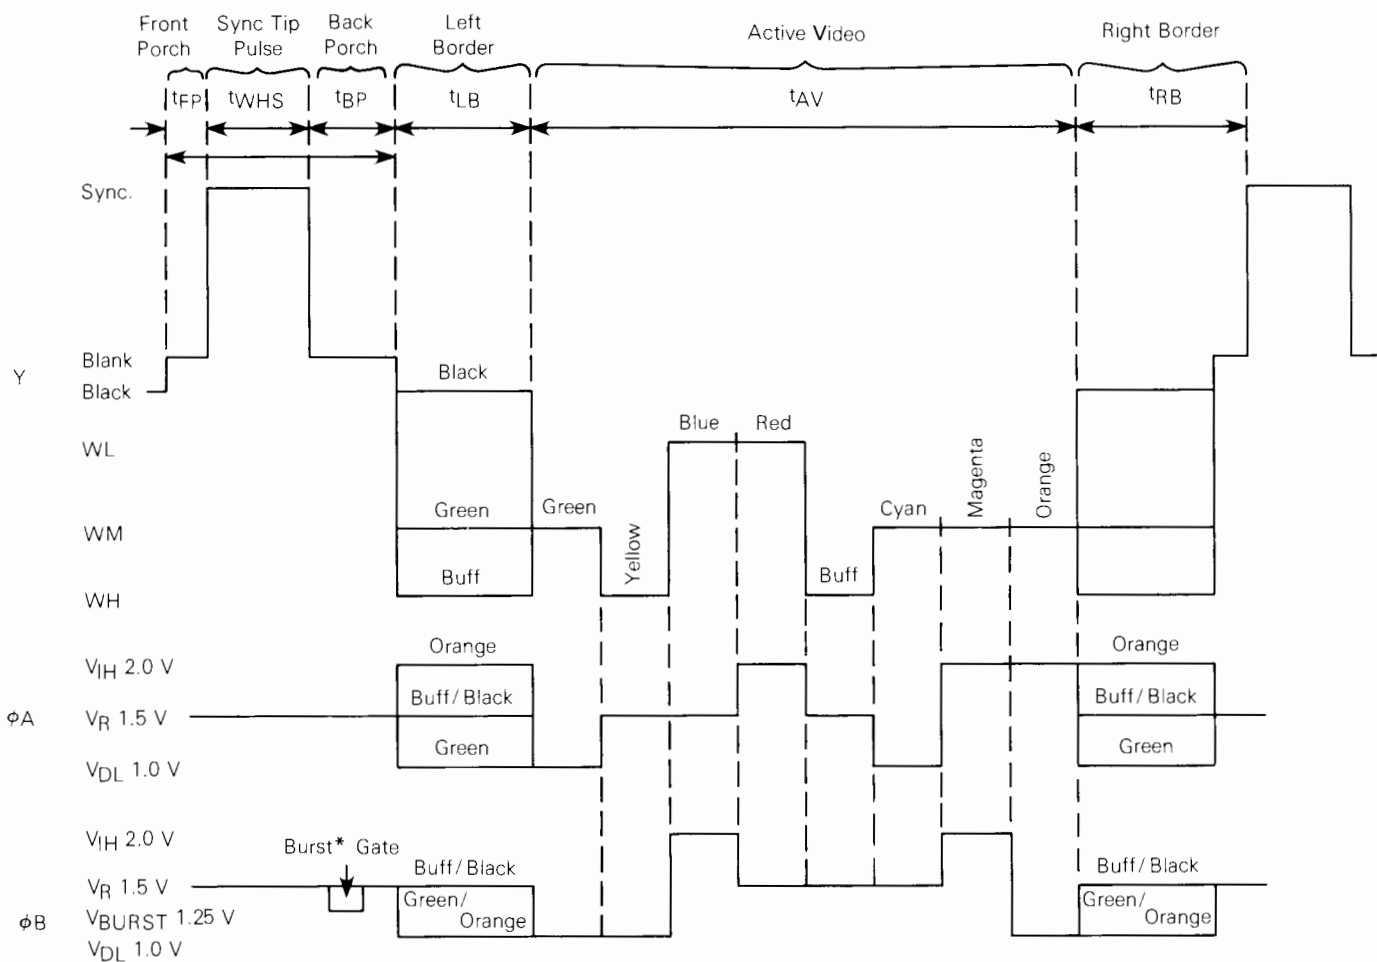 Front Porch
Sync Tip Pulse
Back Porch
Left Border
Active Video
Right Border
tFP
tWHS
tBP
tLB
tAV
tRB
Sync.
Blank
Y
Black
Black
Blue
Red
WL
Magenta
Orange
Green
Green
Cyan
WM
Yellow
Buff
Buff
WH
Orange
VIH 2.0 V
Orange
Buff/Black
Buff/Black
φA
VR 1.5 V
Green
Green
VDL 1.0 V
VIH 2.0 V
Burst* Gate
Buff/Black
Buff/Black
VR 1.5 V
Green/
Orange
Green/
Orange
φB
VBURST 1.25 V
VDL 1.0 V